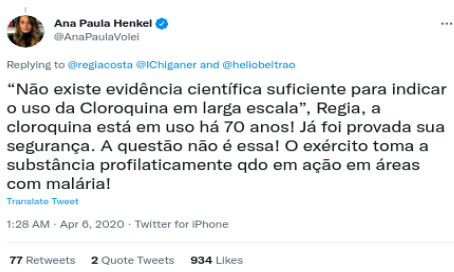 Ana Paula Henkel
@AnaPaulaVolei
Replying to @regiacosta @IChiganer and @heliobeltrao
“Não existe evidência científica suficiente para indicar
o uso da Cloroquina em larga escala”, Regia, a
cloroquina está em uso há 70 anos! Já foi provada sua
segurança. A questão não é essa! O exército toma a
substância profilaticamente qdo em ação em áreas
com malária!
Translate Tweet
1:28 AM · Apr 6, 2020 · Twitter for iPhone
77 Retweets 2 Quote Tweets 934 Likes